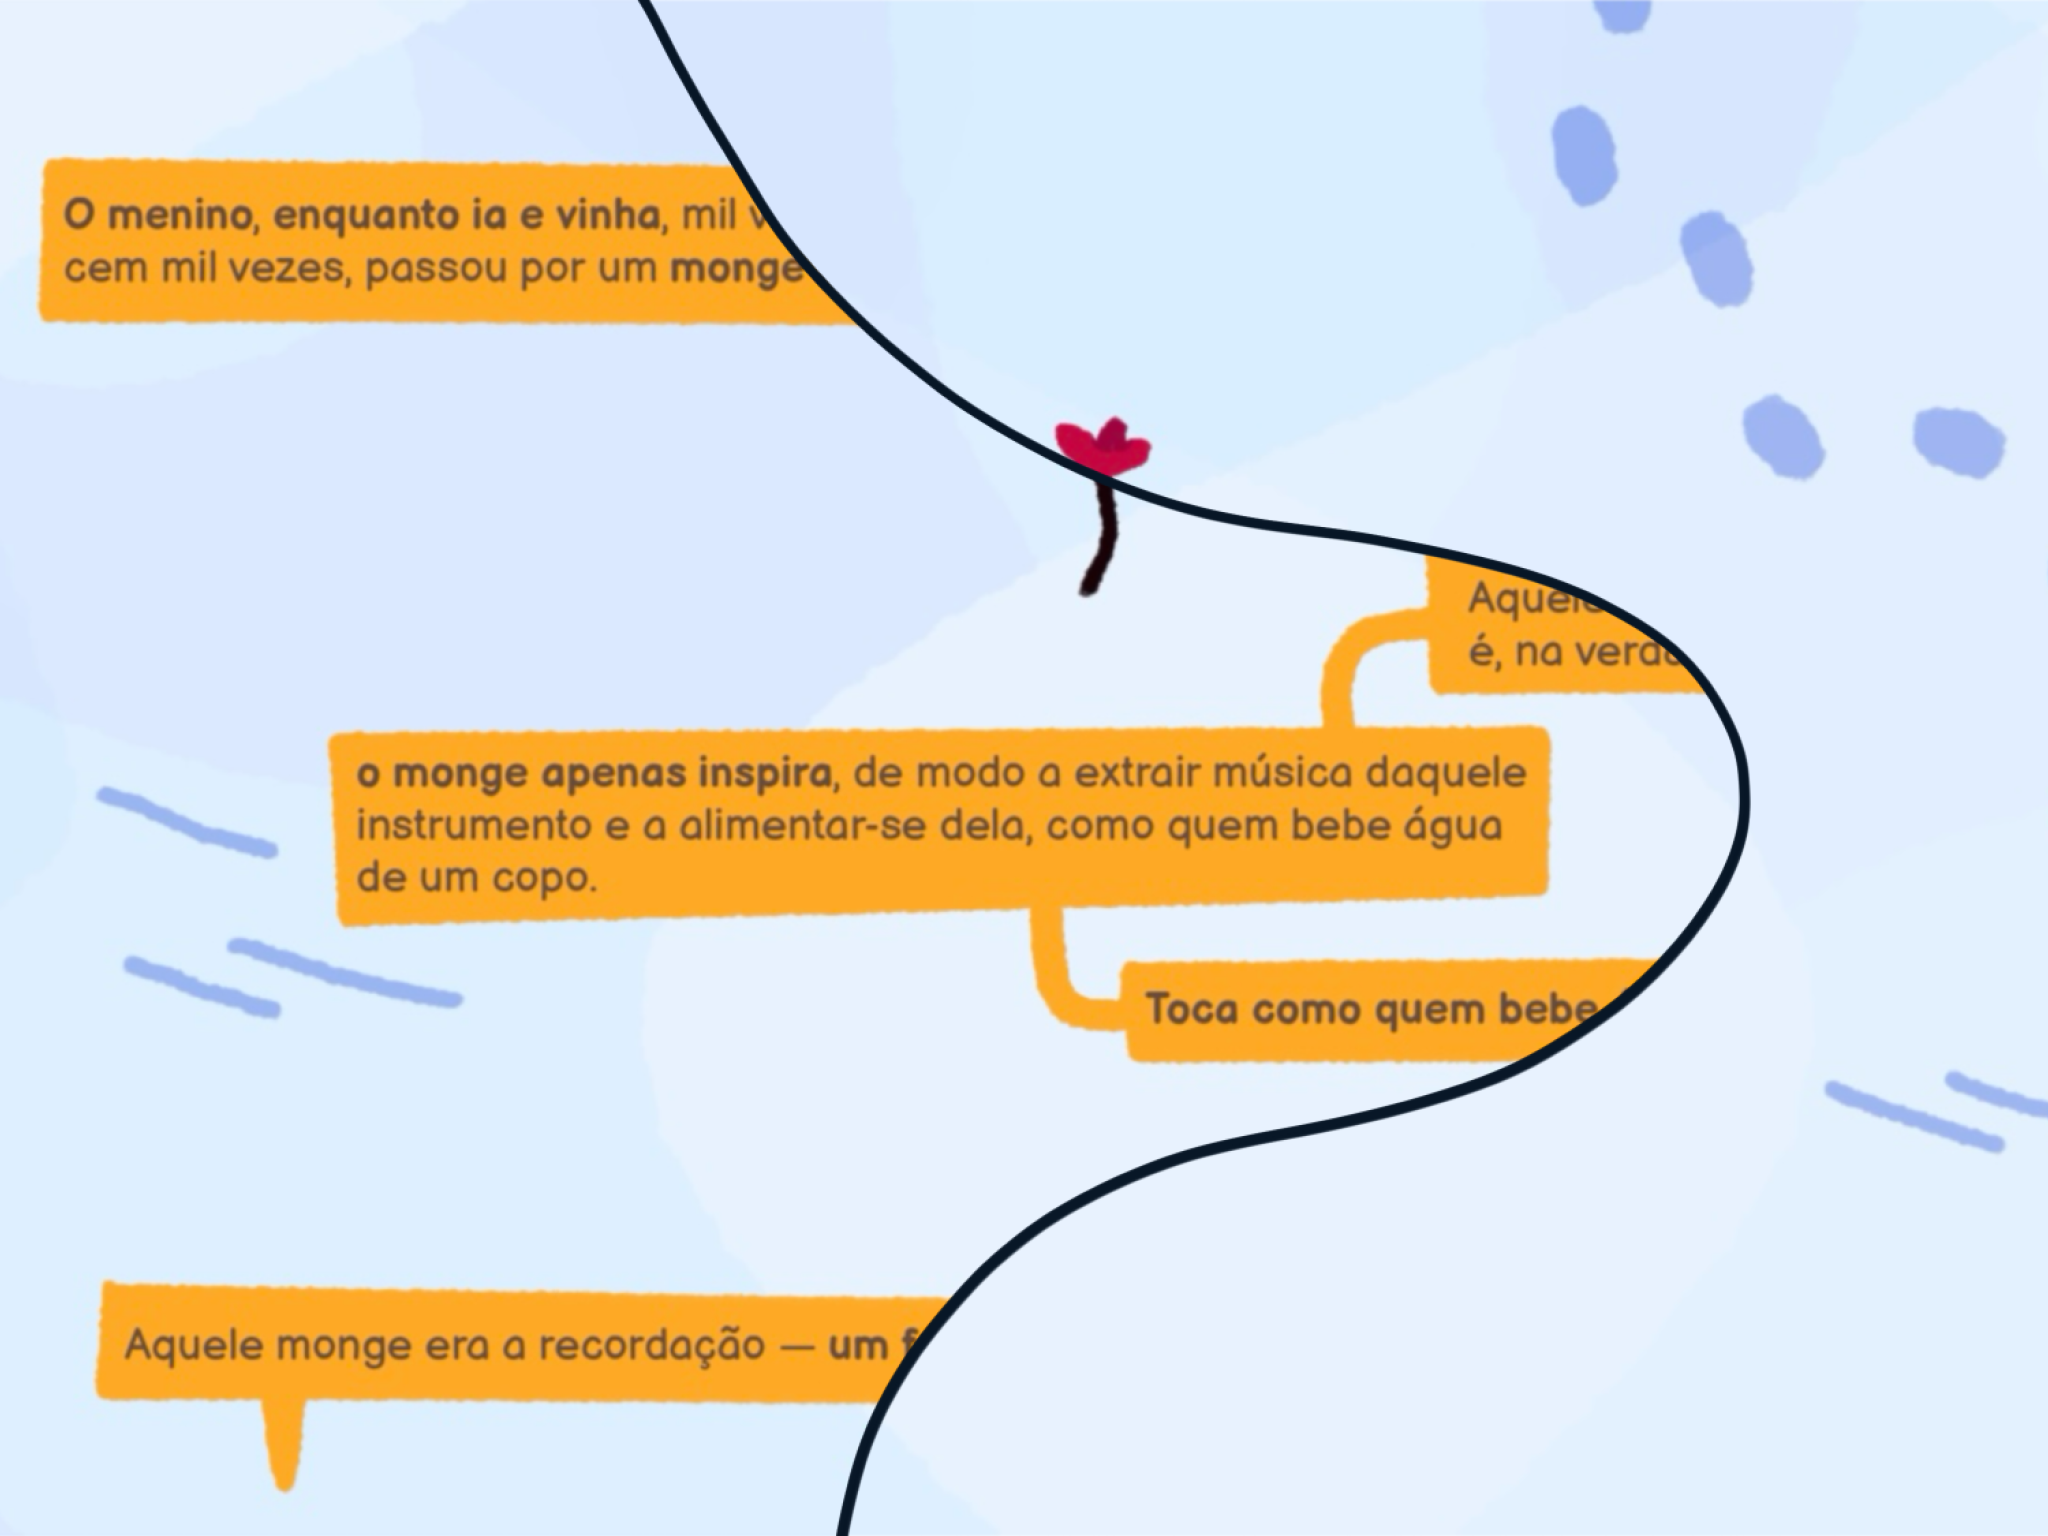 O menino, enquanto ia e vinha, mil
cem mil vezes, passou por um monge
Aquele
é, na
o monge apenas inspira, de modo a extrair música daquele
instrumento e a alimentar-se dela, como quem bebe água
de um copo.
Toca como quem bebe
Aquele monge era a recordação — um